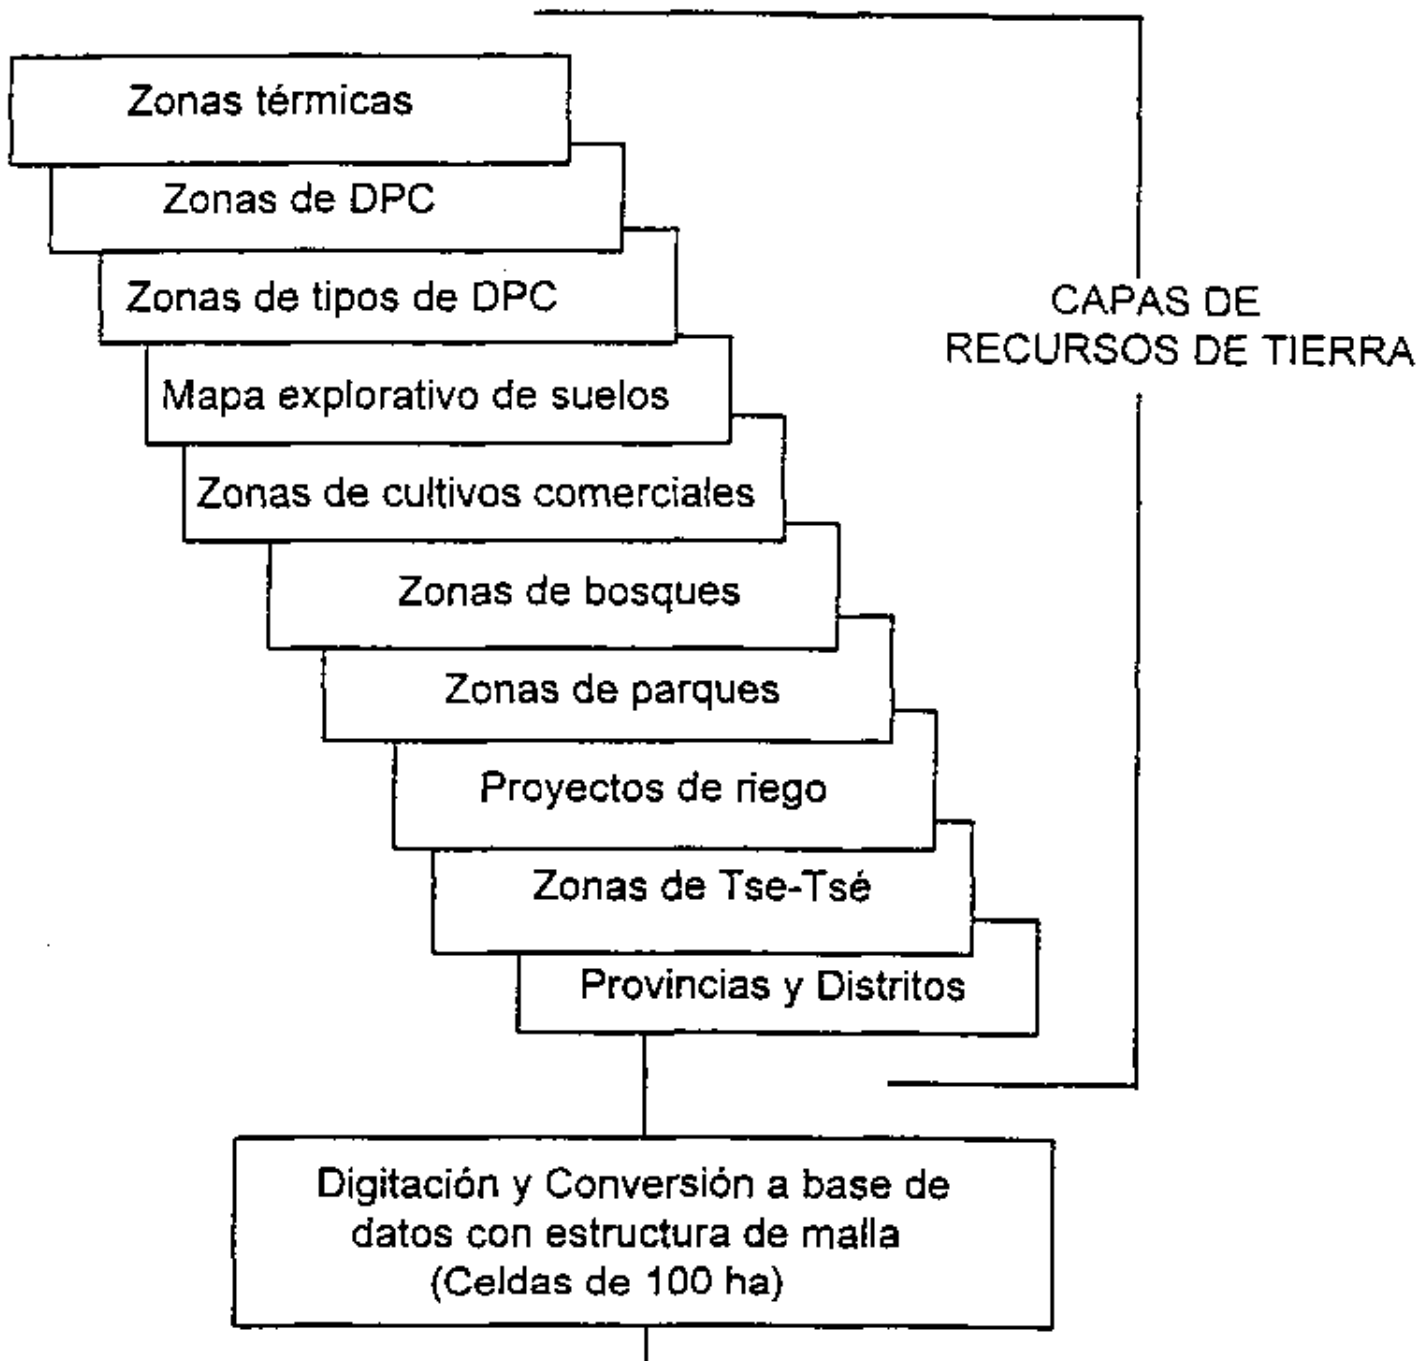 Zonas térmicas
Zonas de DPC
Zonas de tipos de DPC
Mapa explorativo de suelos
Zonas de cultivos comerciales
Zonas de bosques
Zonas de parques
Proyectos de riego
Zonas de Tse-Tsé
Provincias y Distritos
CAPAS DE
RECURSOS DE TIERRA
Digitación y Conversión a base de
datos con estructura de malla
(Celdas de 100 ha)